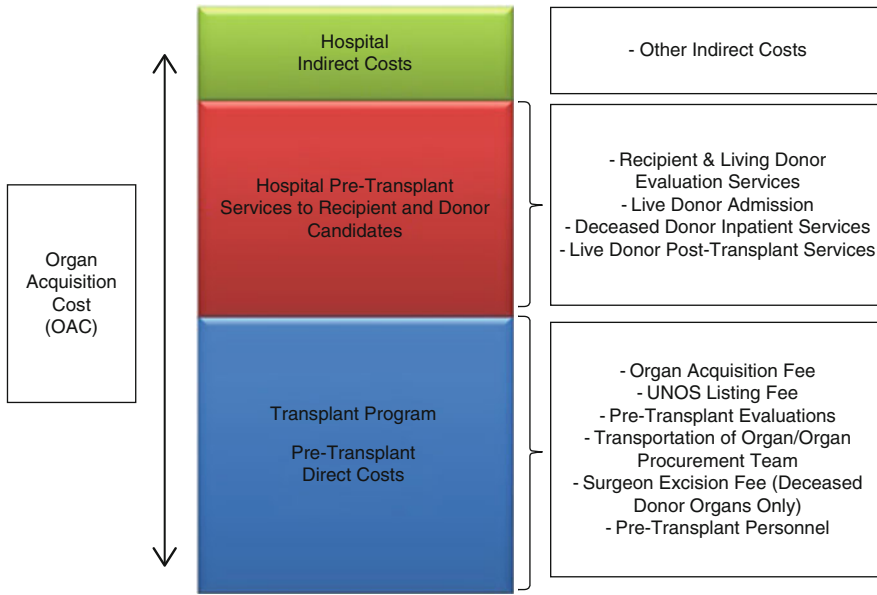 Hospital
Indirect Costs
- Other Indirect Costs
Organ
Acquisition
Cost
(OAC)
Hospital Pre-Transplant
Services to Recipient and Donor
Candidates
- Recipient & Living Donor
Evaluation Services
- Live Donor Admission
- Deceased Donor Inpatient Services
- Live Donor Post-Transplant Services
Transplant Program
Pre-Transplant
Direct Costs
- Organ Acquisition Fee
- UNOS Listing Fee
- Pre-Transplant Evaluations
- Transportation of Organ/Organ
Procurement Team
- Surgeon Excision Fee (Deceased
Donor Organs Only)
- Pre-Transplant Personnel